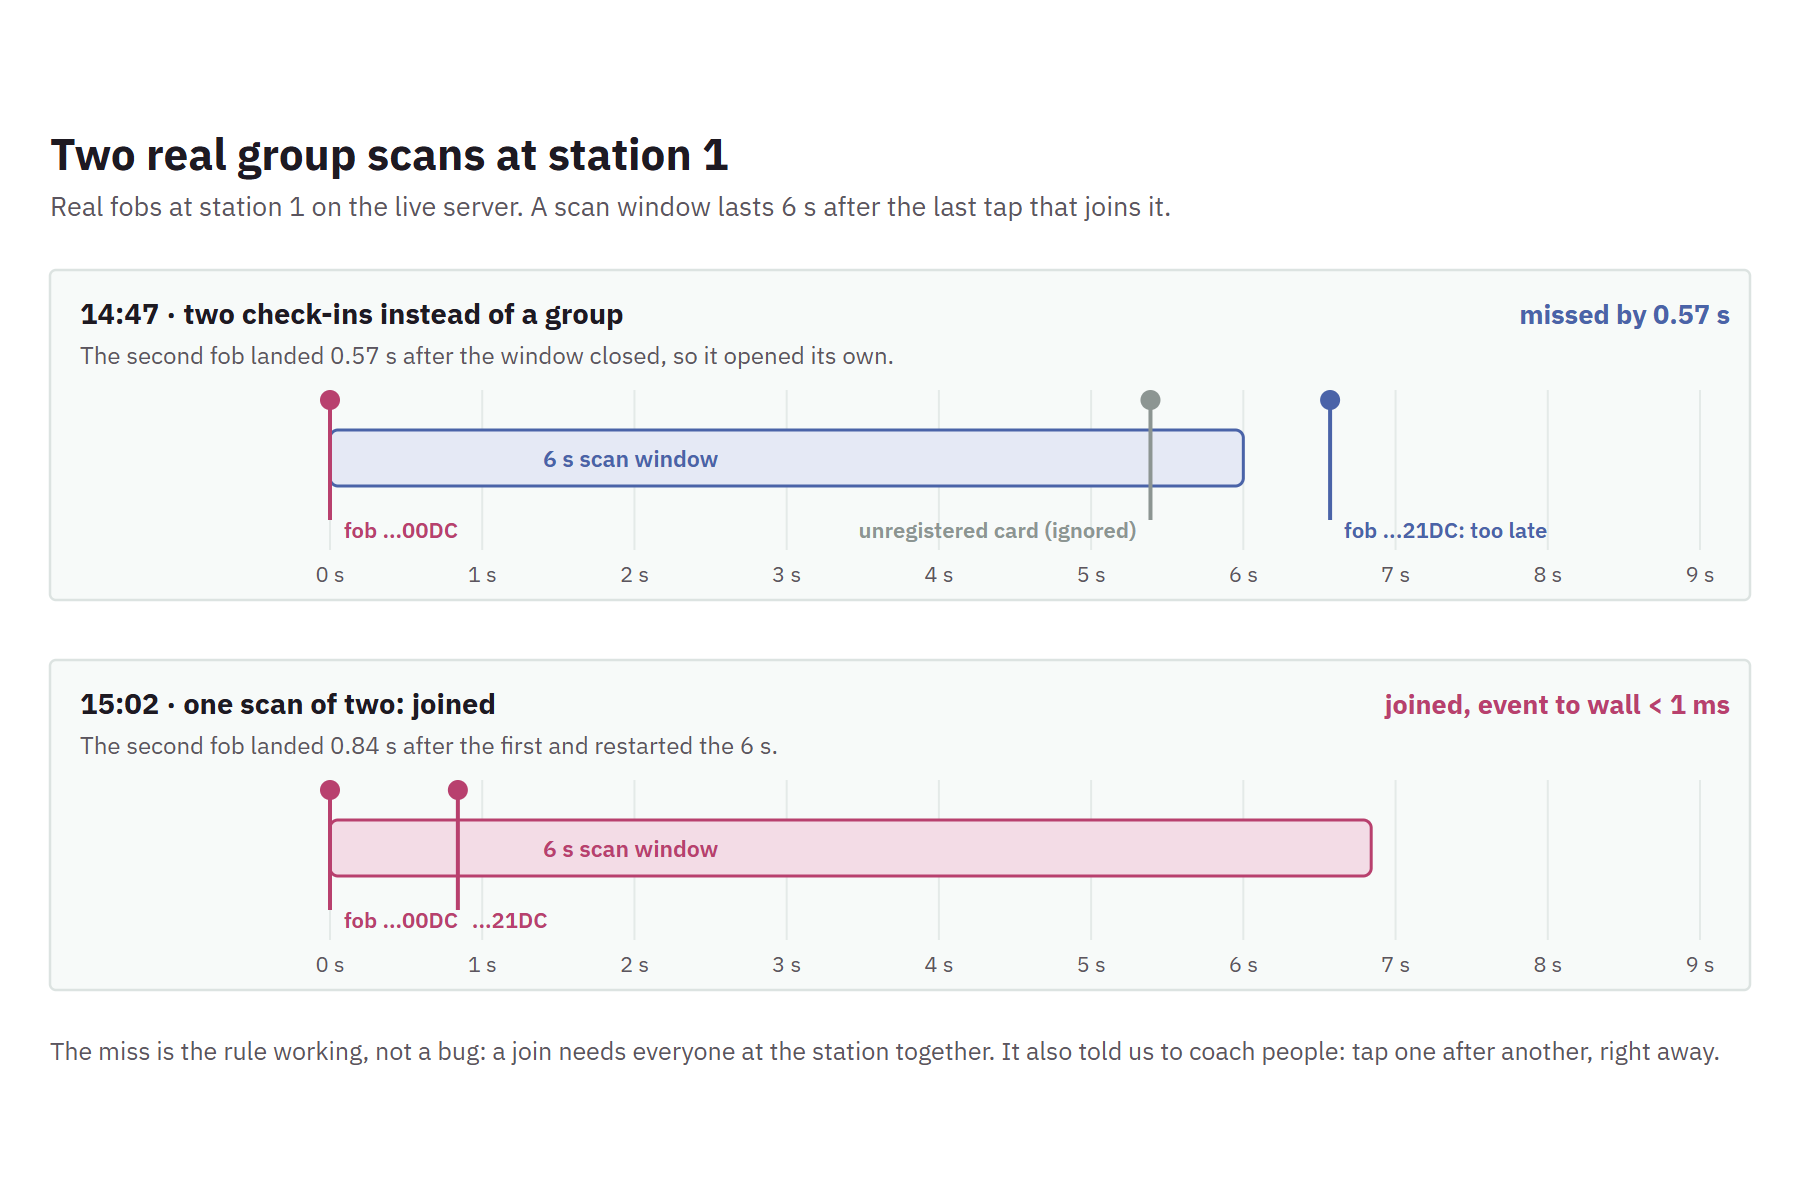 Two real group scans at station 1
Real fobs at station 1 on the live server. A scan window lasts 6 s after the last tap that joins it.
14:47 · two check-ins instead of a group
missed by 0.57 s
The second fob landed 0.57 s after the window closed, so it opened its own.
6 s scan window
fob ...00DC
unregistered card (ignored)
fob ...21DC: too late
0 s 1 s 2 s 3 s 4 s 5 s 6 s 7 s 8 s 9 s
15:02 · one scan of two: joined
joined, event to wall < 1 ms
The second fob landed 0.84 s after the first and restarted the 6 s.
6 s scan window
fob ...00DC
...21DC
0 s 1 s 2 s 3 s 4 s 5 s 6 s 7 s 8 s 9 s
The miss is the rule working, not a bug: a join needs everyone at the station together. It also told us to coach people: tap one after another, right away.